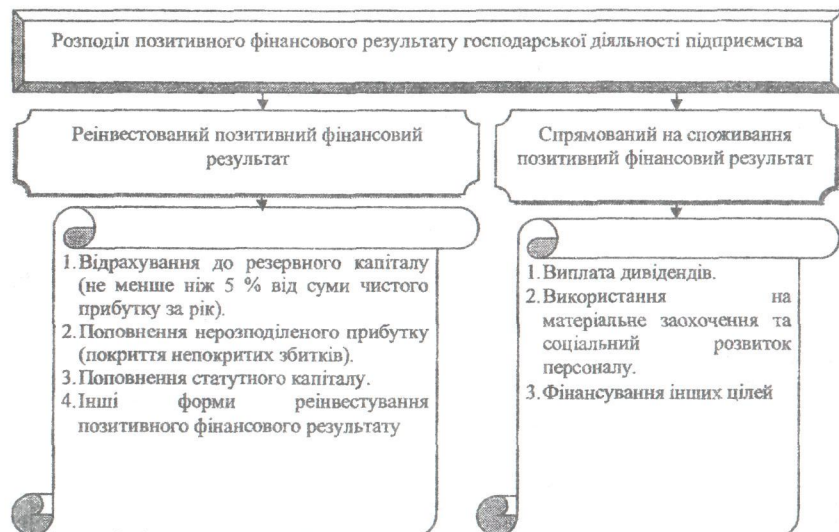 Розподіл позитивного фінансового результату господарської діяльності підприємства
Реінвестований позитивний фінансовий
результат
Спрямований на споживання
позитивний фінансовий результат
1. Відрахування до резервного капіталу
(не менше ніж 5 % від суми чистого
прибутку за рік).
2. Поповнення нерозподіленого прибутку
(покриття непокритих збитків).
3. Поповнення статутного капіталу.
4. Інші форми реінвестування
позитивного фінансового результату
1. Виплата дивідендів.
2. Використання на
матеріальне заохочення та
соціальний розвиток
персоналу.
3. Фінансування інших цілей